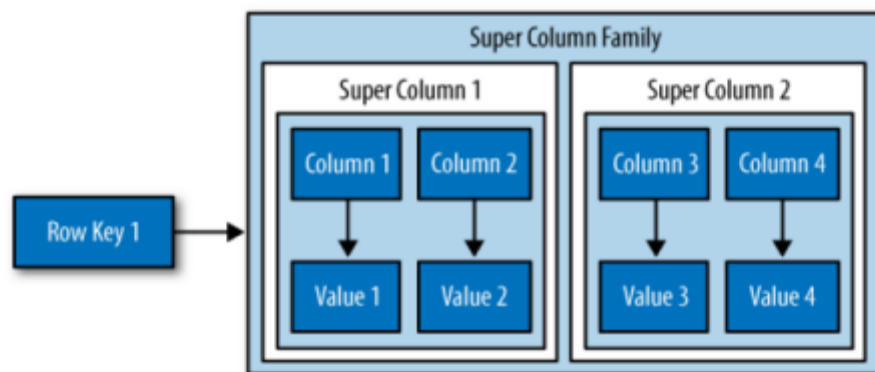 Super Column Family
Super Column 1
Super Column 2
Column 1
Column 2
Column 3
Column 4
Row Key 1
Value 1
Value 2
Value 3
Value 4